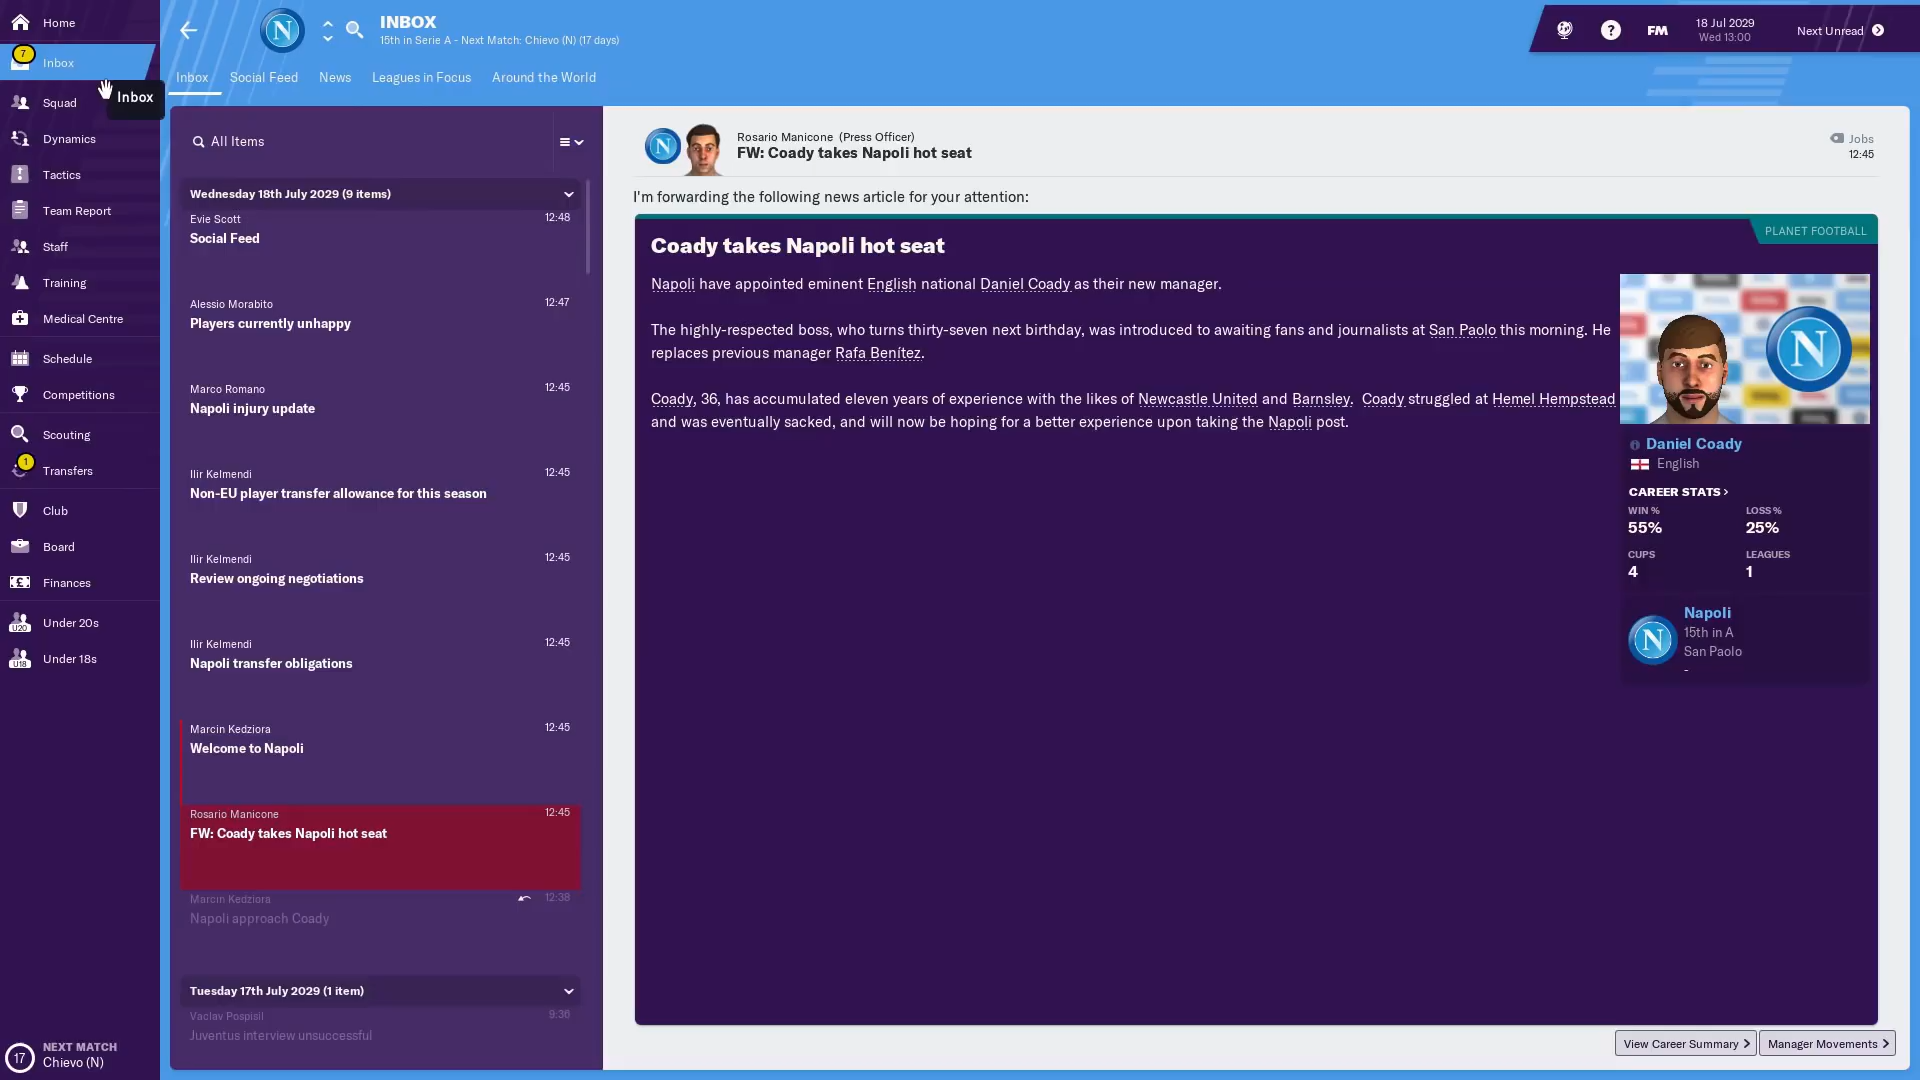 Home
7
Inbox
Inbox
Squad
Dynamics
Tactics
Team Report
Staff
Training
Medical Centre
Schedule
Competitions
Scouting
1
Transfers
Club
Board
Finances
U20
Under 20s
U18
Under 18s
17
NEXT MATCH
Chievo (N)
N
INBOX
15th in Serie A - Next Match: Chievo (N) (17 days)
?
FM
18 Jul 2029
Wed 13:00
Next Unread
Inbox
Social Feed
News
Leagues in Focus
Around the World
All Items
Wednesday 18th July 2029 (9 items)
Evie Scott
12:48
Social Feed
Alessio Morabito
12:47
Players currently unhappy
Marco Romano
12:45
Napoli injury update
Ilir Kelmendi
12:45
Non-EU player transfer allowance for this season
Ilir Kelmendi
12:45
Review ongoing negotiations
Ilir Kelmendi
12:45
Napoli transfer obligations
Marcin Kedziora
12:45
Welcome to Napoli
Rosario Manicone
12:45
FW: Coady takes Napoli hot seat
Marcin Kedziora
12:38
Napoli approach Coady
Tuesday 17th July 2029 (1 item)
Vaclav Pospisil
9:36
Juventus interview unsuccessful
N
Rosario Manicone (Press Officer)
FW: Coady takes Napoli hot seat
Jobs
12:45
I'm forwarding the following news article for your attention:
PLANET FOOTBALL
Coady takes Napoli hot seat
Napoli have appointed eminent English national Daniel Coady as their new manager.
The highly-respected boss, who turns thirty-seven next birthday, was introduced to awaiting fans and journalists at San Paolo this morning. He
replaces previous manager Rafa Benítez.
Coady, 36, has accumulated eleven years of experience with the likes of Newcastle United and Barnsley. Coady struggled at Hemel Hempstead
and was eventually sacked, and will now be hoping for a better experience upon taking the Napoli post.
N
Daniel Coady
English
CAREER STATS
WIN % LOSS %
55% 25%
CUPS LEAGUES
4 1
N
Napoli
15th in A
San Paolo
-
View Career Summary
Manager Movements